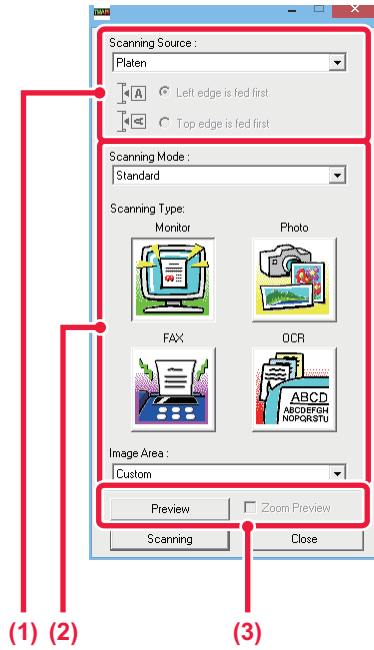 TWAIN
Scanning Source :
Platen
A Left edge is fed first
A Top edge is fed first
Scanning Mode :
Standard
Scanning Type:
Monitor Photo
FAX OCR
ABCD
ABCDEFGH
NOPQRSTU
Image Area :
Custom
Preview Zoom Preview
Scanning Close
(1) (2) (3)